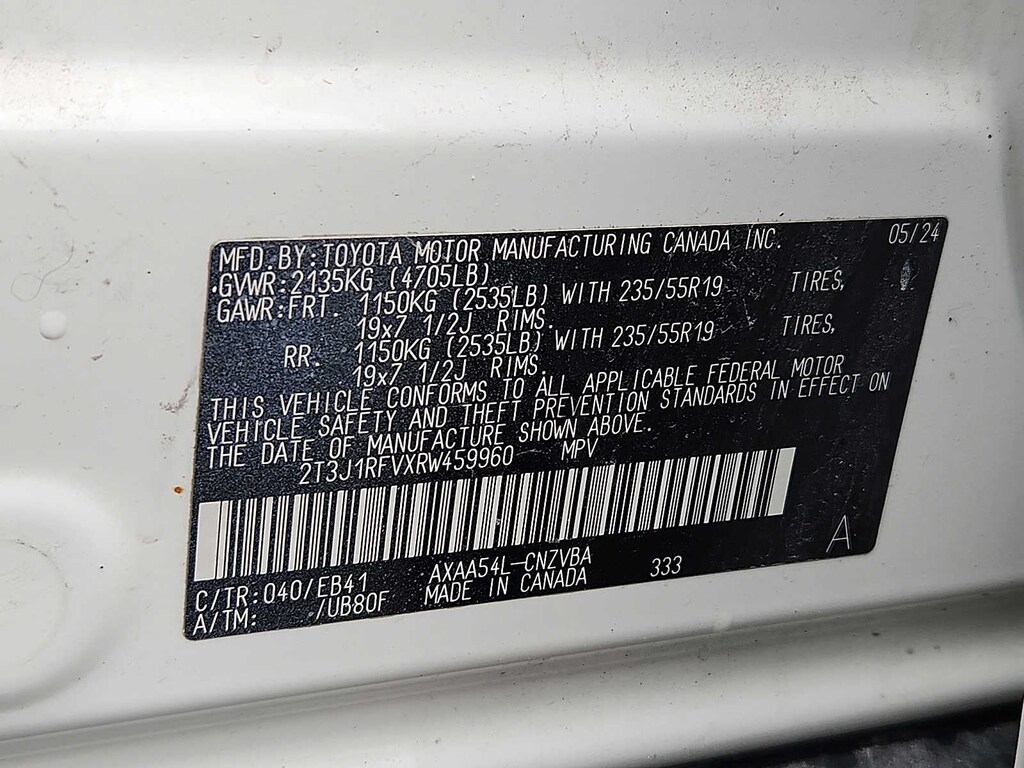 MFD. BY: TOYOTA MOTOR MANUFACTURING CANADA INC. 05/24
GVWR: 2135KG (4705LB)
GAWR: FRT. 1150KG (2535LB) WITH 235/55R19 TIRES,
19x7 1/2J RIMS.
RR. 1150KG (2535LB) WITH 235/55R19 TIRES,
19x7 1/2J RIMS.
THIS VEHICLE CONFORMS TO ALL APPLICABLE FEDERAL MOTOR
VEHICLE SAFETY AND THEFT PREVENTION STANDARDS IN EFFECT ON
THE DATE OF MANUFACTURE SHOWN ABOVE.
2T3J1RFVXRW459960 MPV
C/TR: 040/EB41 AXAA54L-CNZVBA 333 A
A/TM: /UB80F MADE IN CANADA